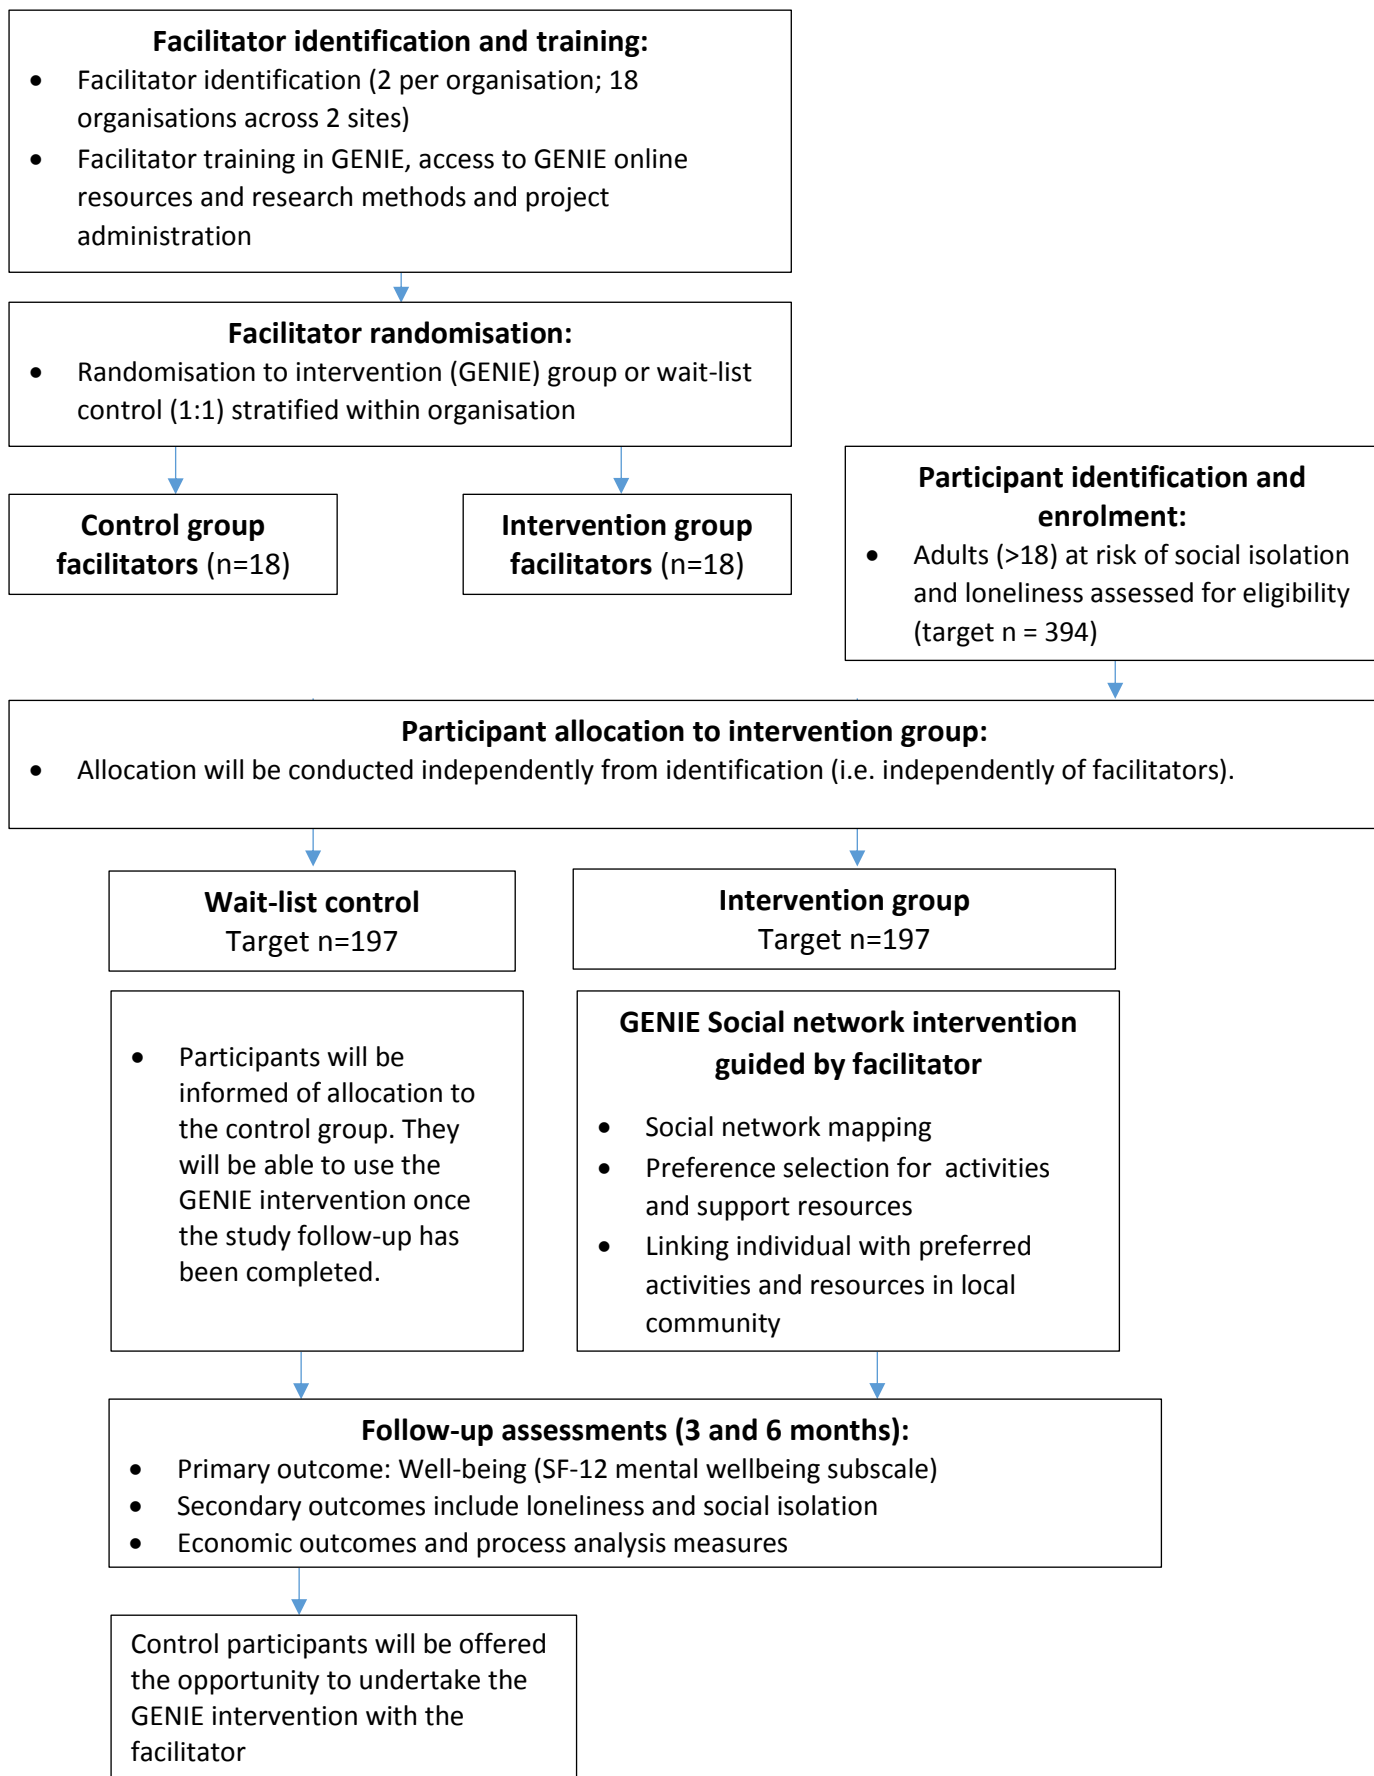 Facilitator identification and training:
• Facilitator identification (2 per organisation; 18
organisations across 2 sites)
• Facilitator training in GENIE, access to GENIE online
resources and research methods and project
administration
Facilitator randomisation:
• Randomisation to intervention (GENIE) group or wait-list
control (1:1) stratified within organisation
Control group
facilitators (n=18)
Intervention group
facilitators (n=18)
Participant identification and
enrolment:
• Adults (>18) at risk of social isolation
and loneliness assessed for eligibility
(target n = 394)
Participant allocation to intervention group:
• Allocation will be conducted independently from identification (i.e. independently of facilitators).
Wait-list control
Target n=197
Intervention group
Target n=197
• Participants will be
informed of allocation to
the control group. They
will be able to use the
GENIE intervention once
the study follow-up has
been completed.
GENIE Social network intervention
guided by facilitator
• Social network mapping
• Preference selection for  activities
and support resources
• Linking individual with preferred
activities and resources in local
community
Follow-up assessments (3 and 6 months):
• Primary outcome: Well-being (SF-12 mental wellbeing subscale)
• Secondary outcomes include loneliness and social isolation
• Economic outcomes and process analysis measures
Control participants will be offered
the opportunity to undertake the
GENIE intervention with the
facilitator